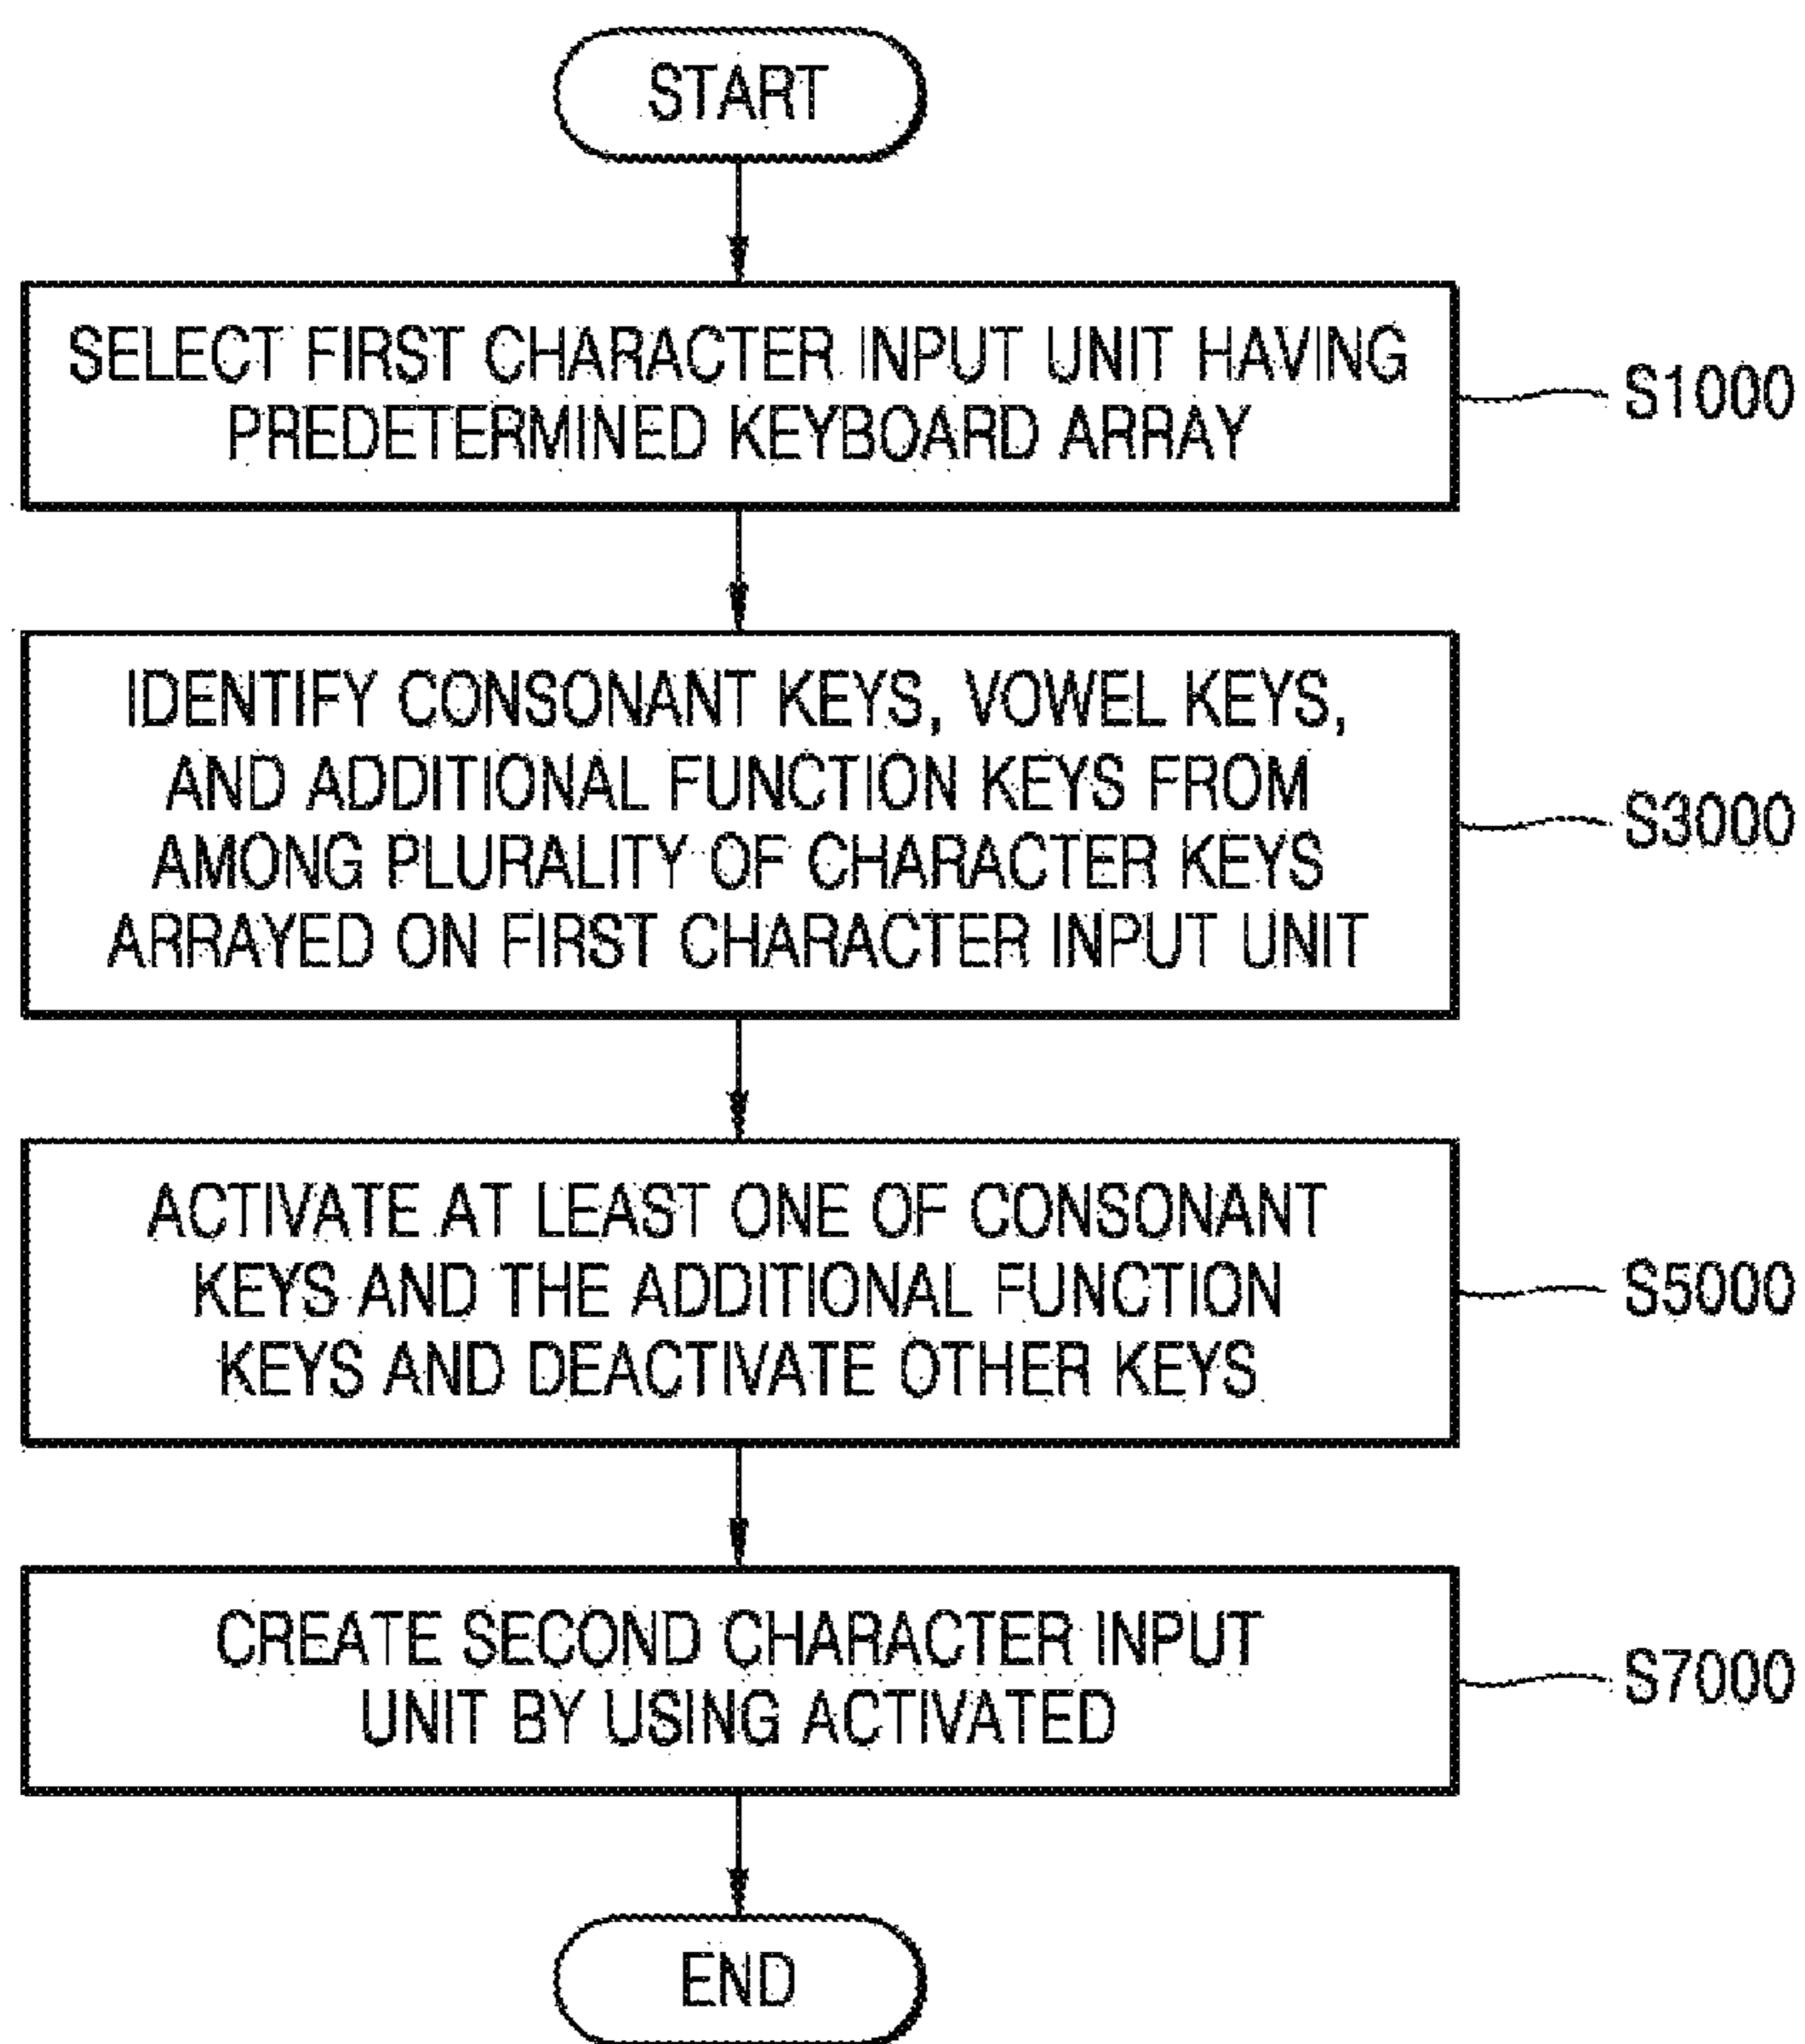 START
SELECT FIRST CHARACTER INPUT UNIT HAVING
PREDETERMINED KEYBOARD ARRAY
S1000
IDENTIFY CONSONANT KEYS, VOWEL KEYS,
AND ADDITIONAL FUNCTION KEYS FROM
AMONG PLURALITY OF CHARACTER KEYS
ARRAYED ON FIRST CHARACTER INPUT UNIT
S3000
ACTIVATE AT LEAST ONE OF CONSONANT
KEYS AND THE ADDITIONAL FUNCTION
KEYS AND DEACTIVATE OTHER KEYS
S5000
CREATE SECOND CHARACTER INPUT
UNIT BY USING ACTIVATED
S7000
END